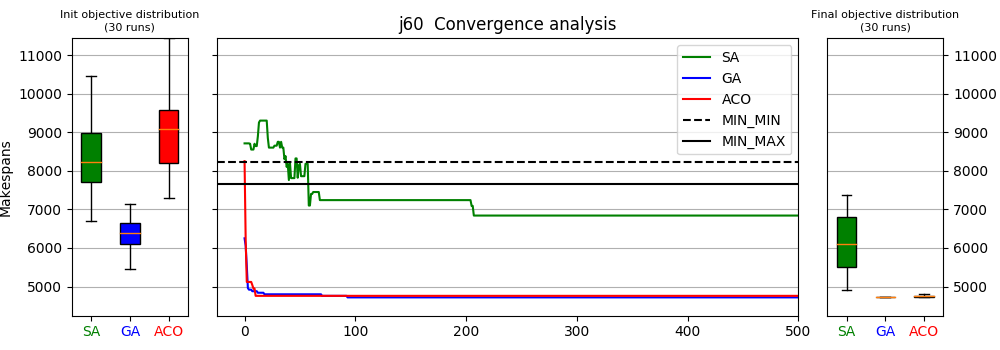 Init objective distribution
(30 runs)
j60  Convergence analysis
Final objective distribution
(30 runs)
Makespans
11000
10000
9000
8000
7000
6000
5000
SA
GA
ACO
SA
GA
ACO
MIN_MIN
MIN_MAX
0
100
200
300
400
500
11000
10000
9000
8000
7000
6000
5000
SA
GA
ACO